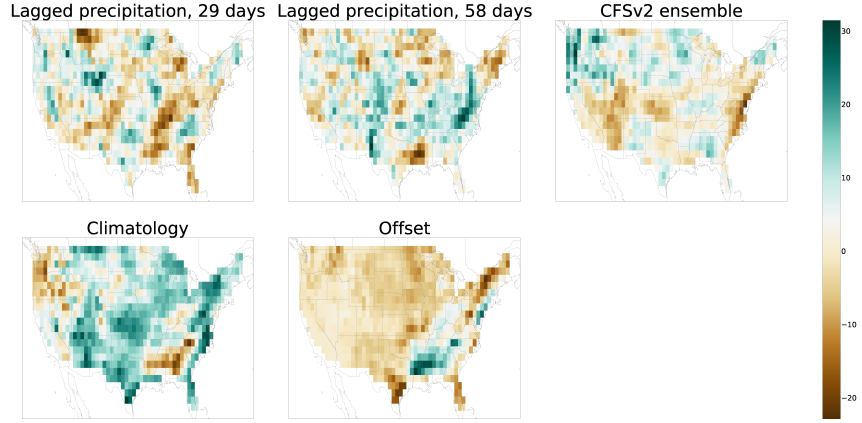 Lagged precipitation, 29 days
Lagged precipitation, 58 days
CFSv2 ensemble
30
20
10
0
−10
−20
Climatology
Offset